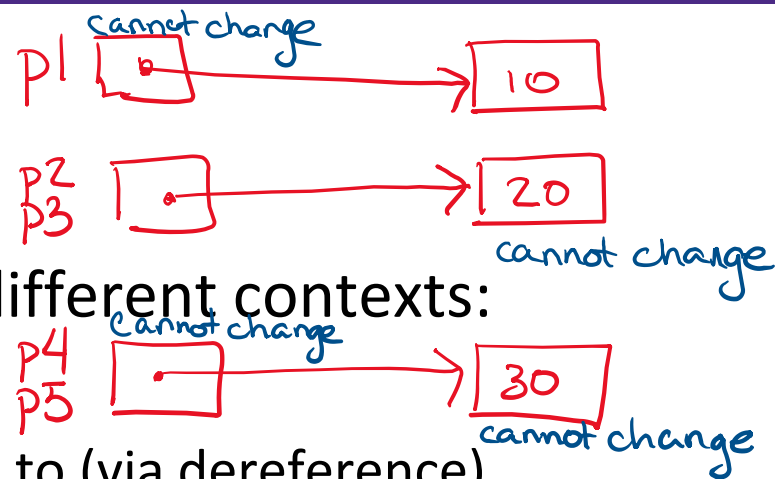 cannot change
p1
10
p2
p3
20
cannot change
different contexts:
cannot change
p4
p5
30
cannot change
to (via dereference)